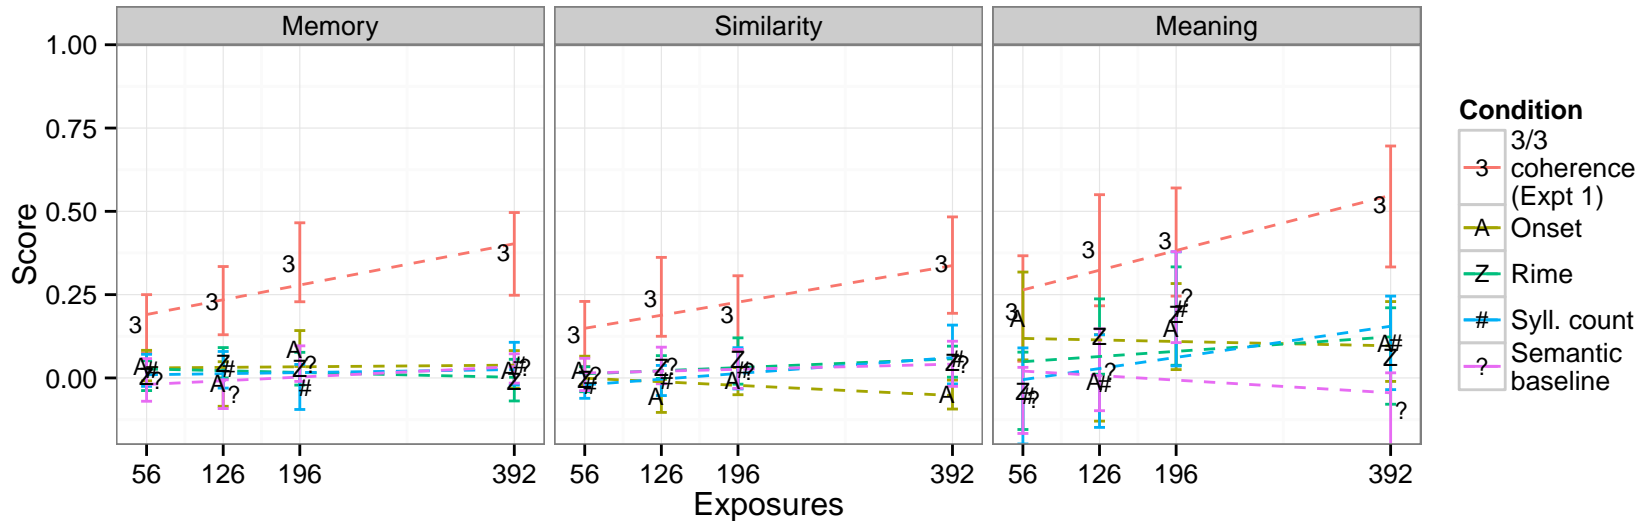 Memory
Similarity
Meaning
1.00
0.75
0.50
0.25
0.00
Score
56
126
196
392
56
126
196
392
56
126
196
392
Exposures
Condition
3/3
3 coherence
(Expt 1)
A Onset
Z Rime
# Syll. count
Semantic
? baseline